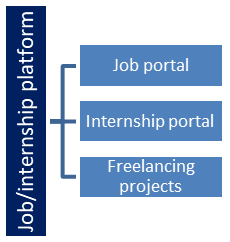 Job/internship platform
Job portal
Internship portal
Freelancing
projects